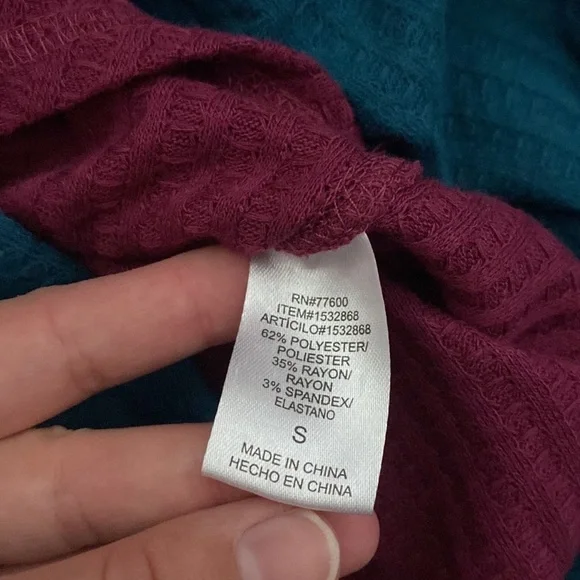 RN#77600
ITEM#1532868
ARTÍCILO#1532868
62% POLYESTER/
POLIESTER
35% RAYON/
RAYON
3% SPANDEX/
ELASTANO
S
MADE IN CHINA
HECHO EN CHINA